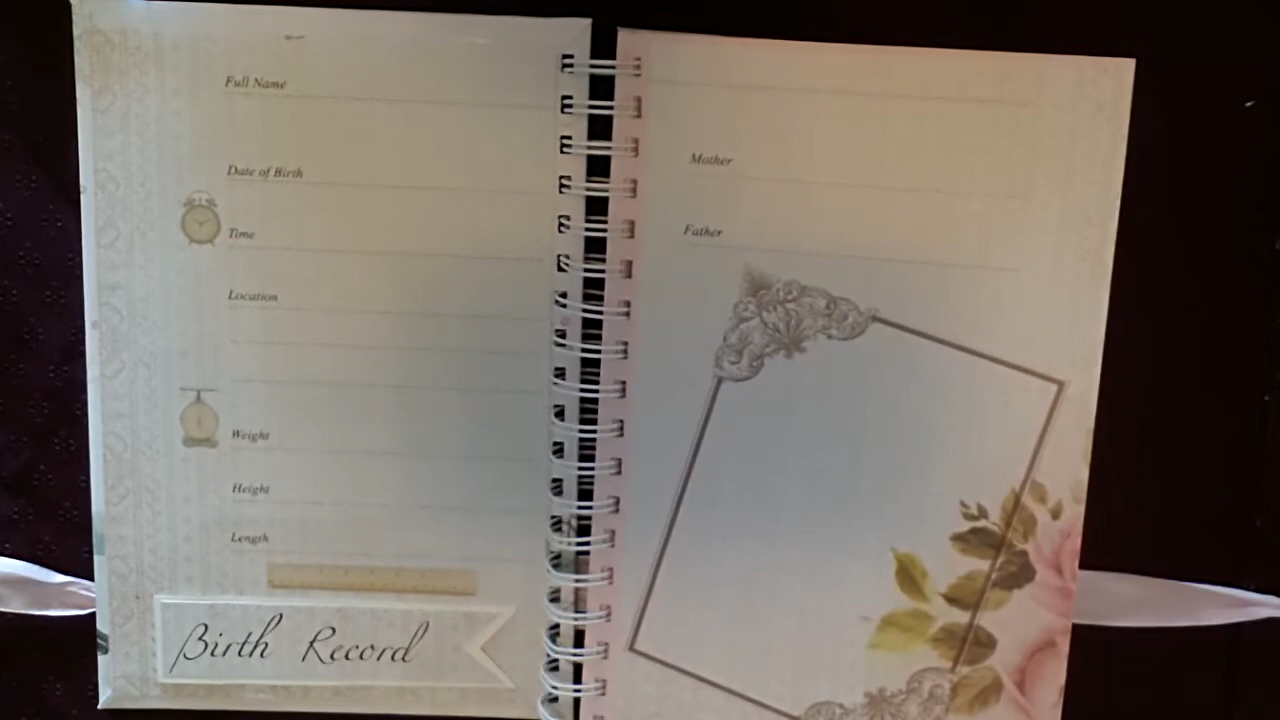 Full Name
Date of Birth
Time
Location
Weight
Height
Length
Birth Record
Mother
Father